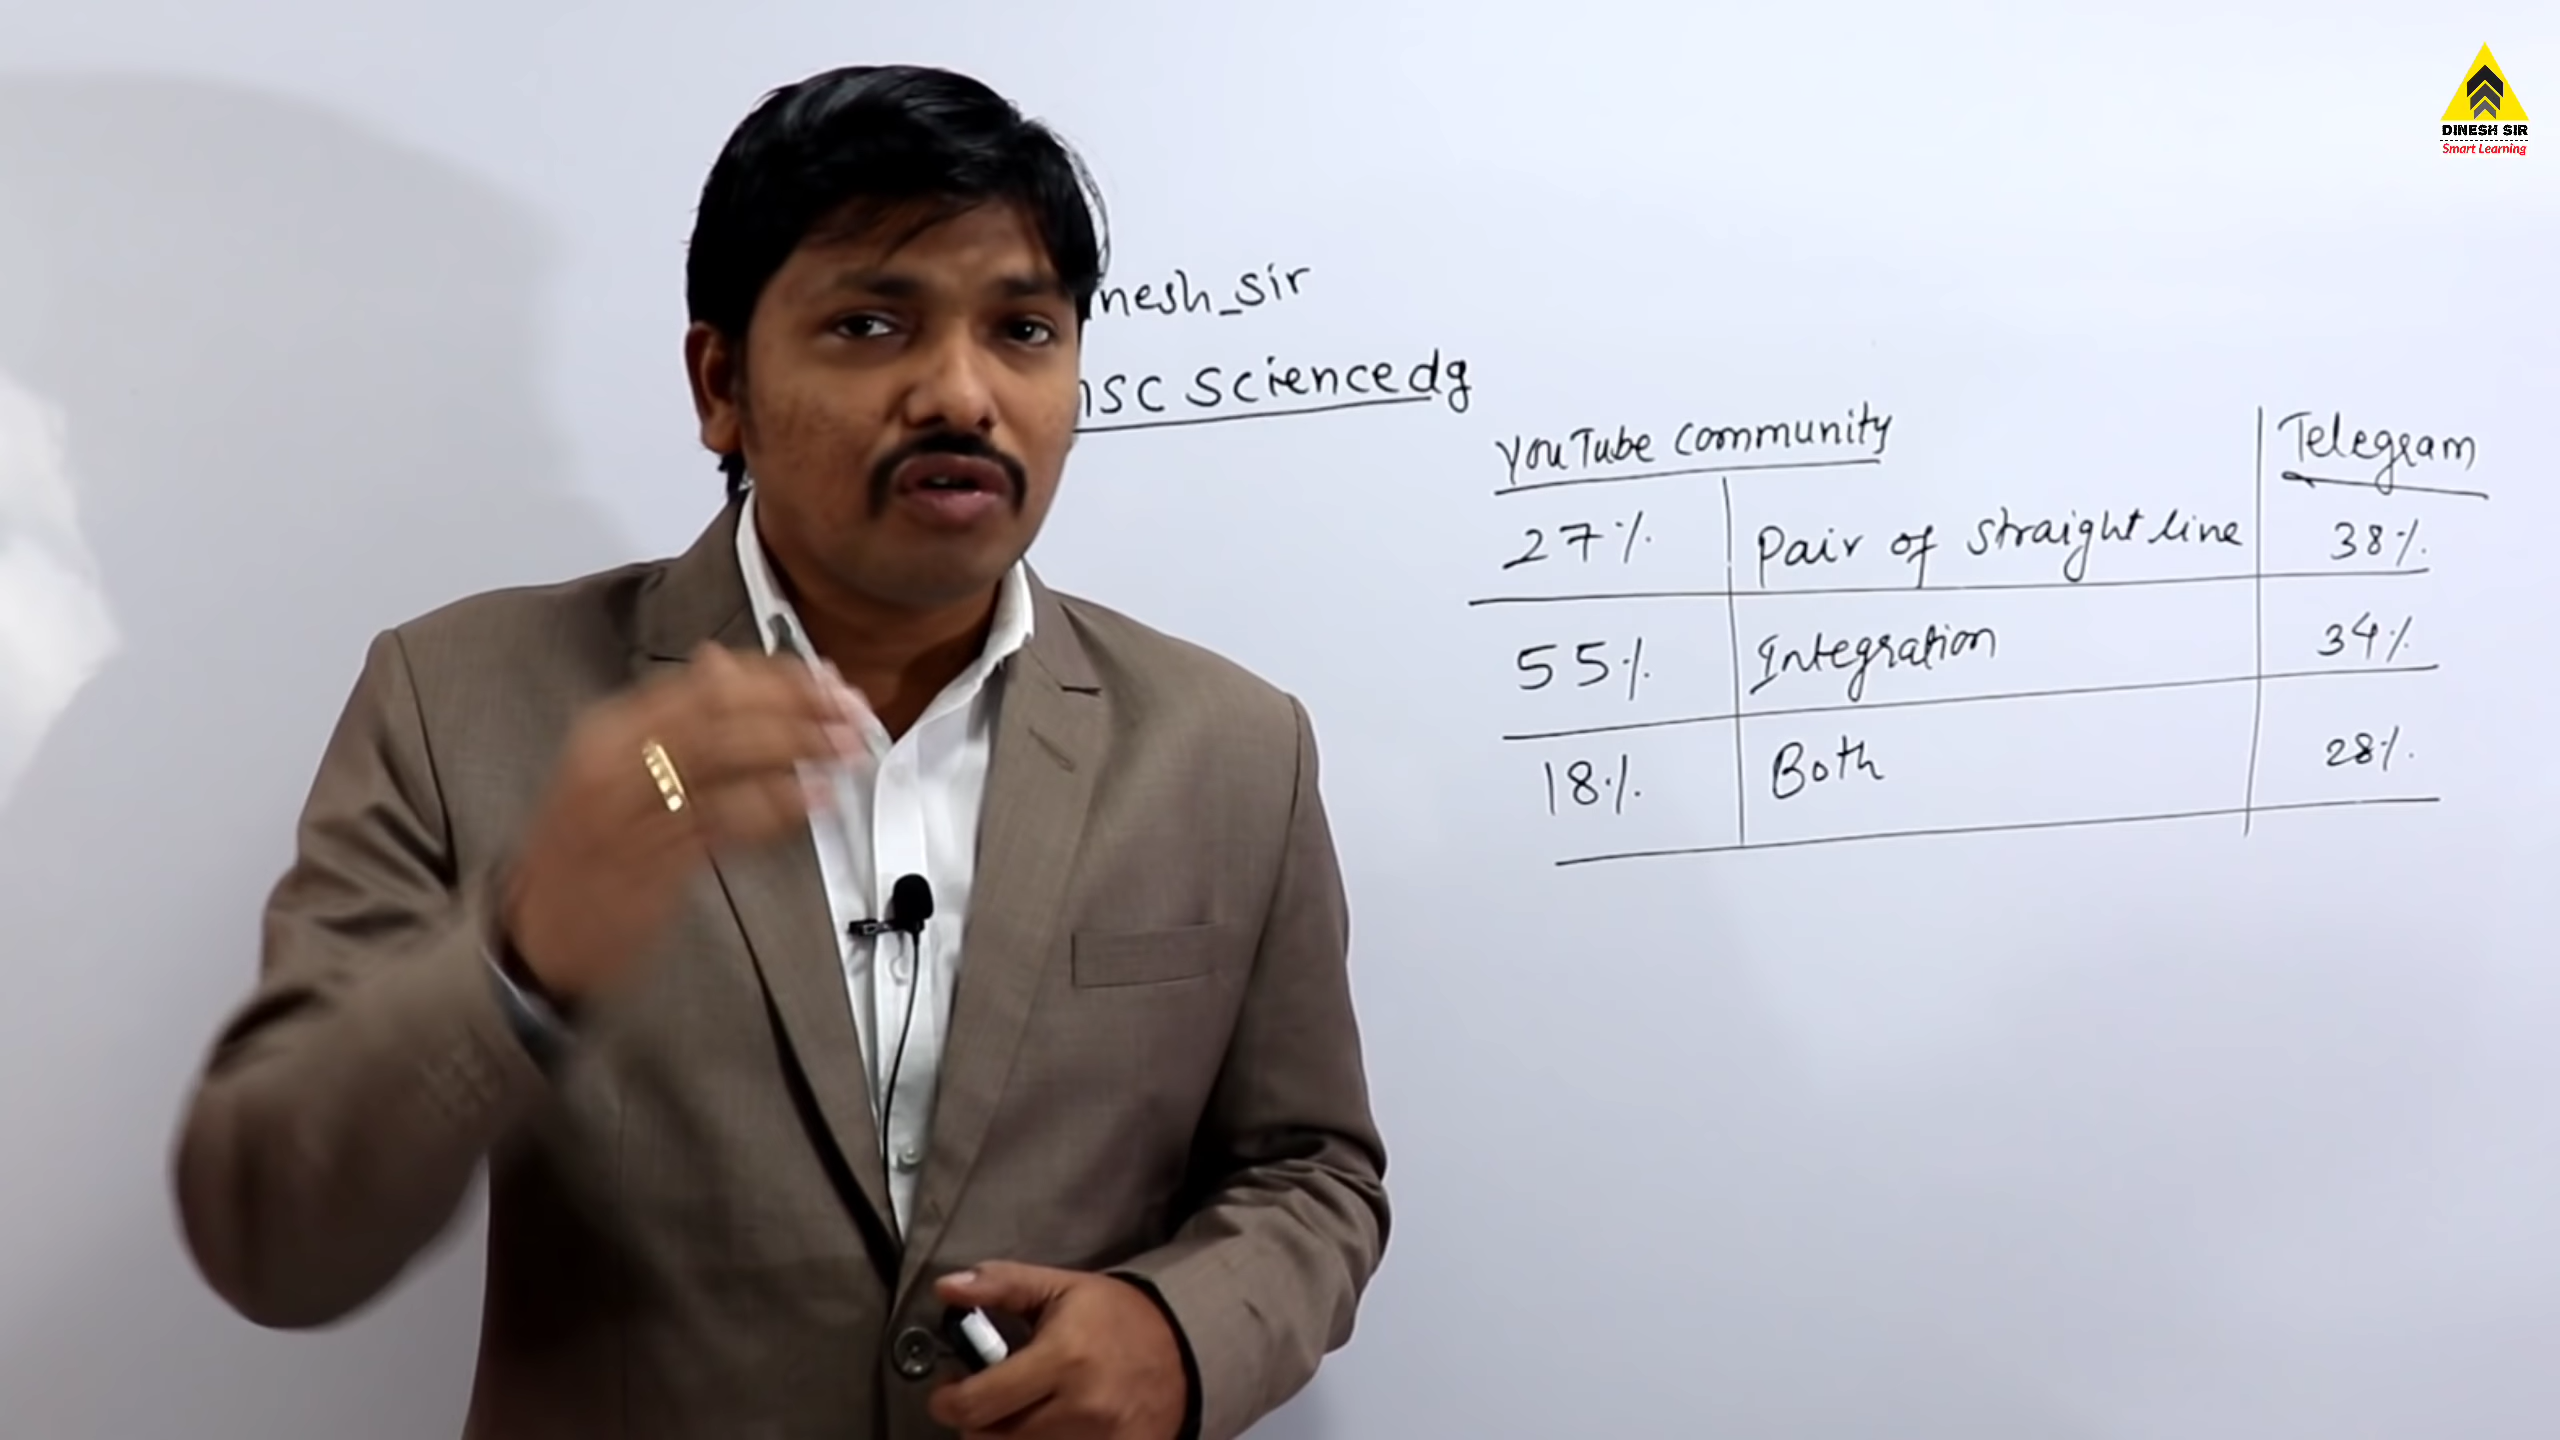 DINESH SIR
Smart Learning
nesh_sir
SC Sciencedg
YouTube community | Telegram
27% | Pair of straight line | 38%
55% | Integration | 34%
18% | Both | 28%